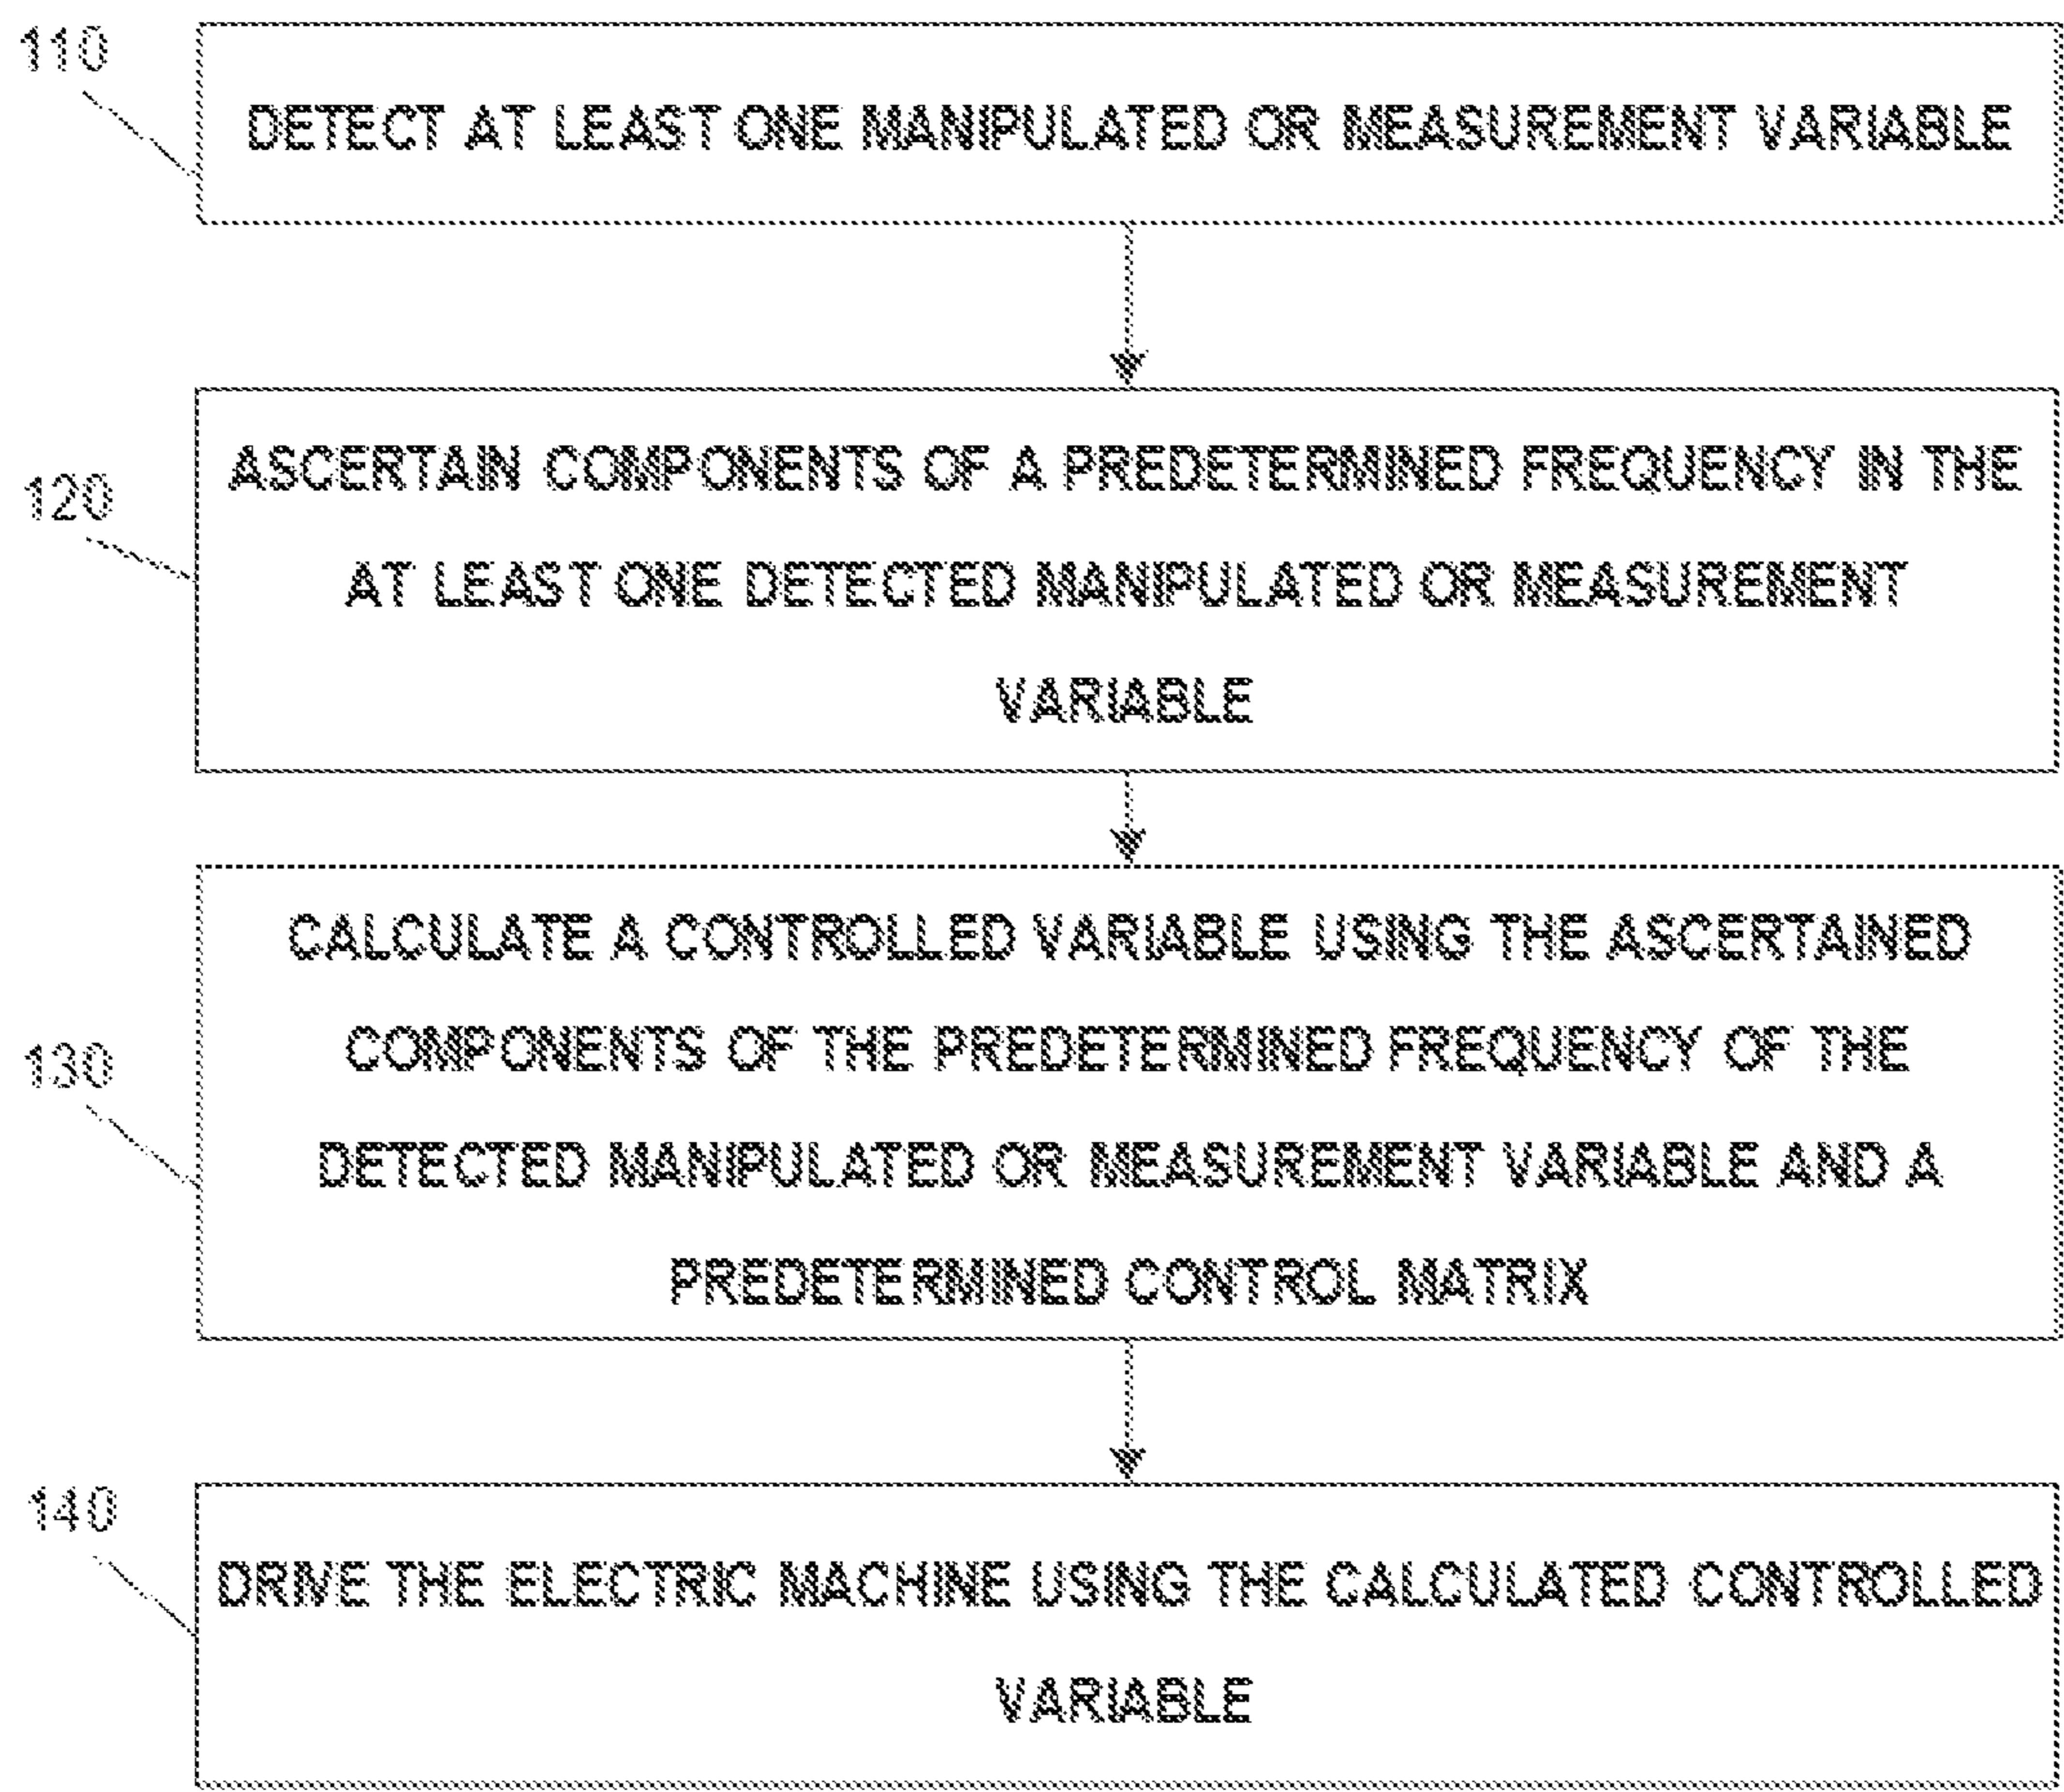 110
DETECT AT LEAST ONE MANIPULATED OR MEASUREMENT VARIABLE
120
ASCERTAIN COMPONENTS OF A PREDETERMINED FREQUENCY IN THE
AT LEAST ONE DETECTED MANIPULATED OR MEASUREMENT
VARIABLE
130
CALCULATE A CONTROLLED VARIABLE USING THE ASCERTAINED
COMPONENTS OF THE PREDETERMINED FREQUENCY OF THE
DETECTED MANIPULATED OR MEASUREMENT VARIABLE AND A
PREDETERMINED CONTROL MATRIX
140
DRIVE THE ELECTRIC MACHINE USING THE CALCULATED CONTROLLED
VARIABLE